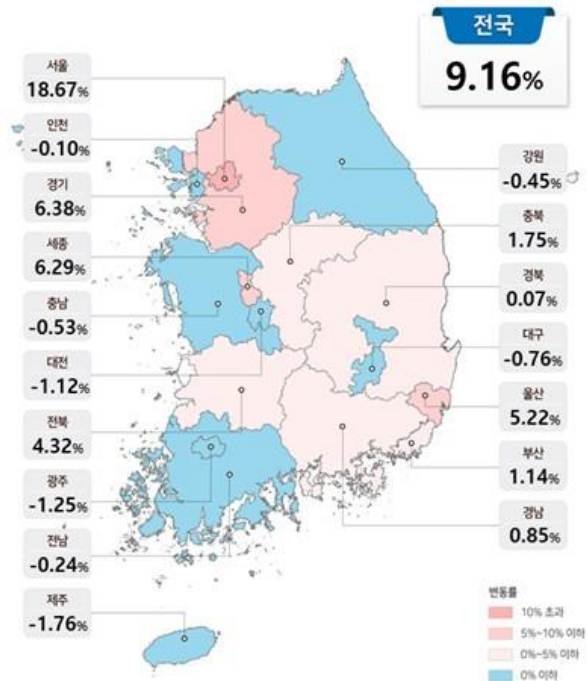 전국
9.16%
서울
18.67%
인천
-0.10%
경기
6.38%
세종
6.29%
충남
-0.53%
대전
-1.12%
전북
4.32%
광주
-1.25%
전남
-0.24%
제주
-1.76%
강원
-0.45%
충북
1.75%
경북
0.07%
대구
-0.76%
울산
5.22%
부산
1.14%
경남
0.85%
변동률
10% 초과
5%~10% 이하
0%~5% 이하
0% 이하